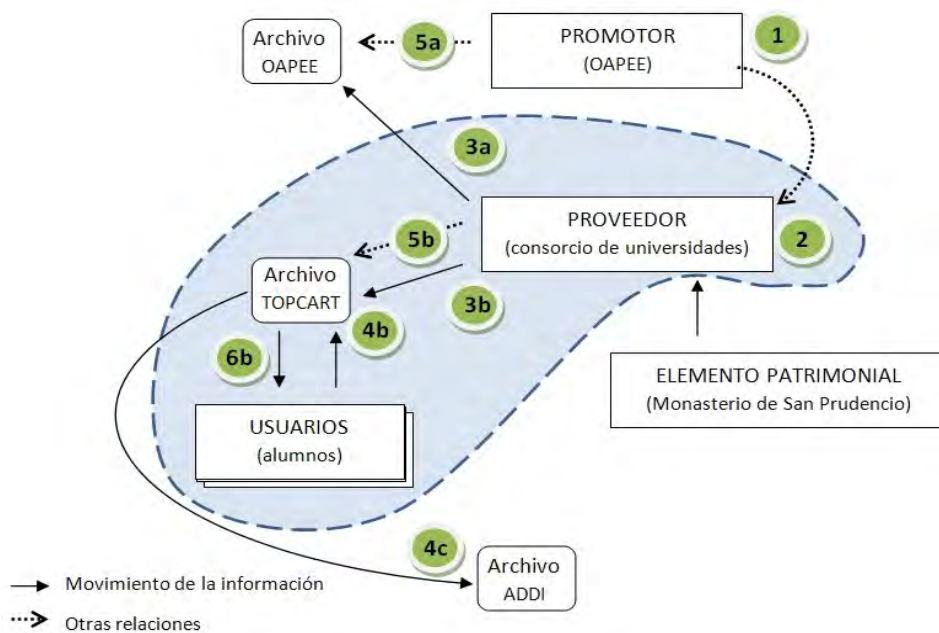 Archivo
OAPEE
5a
PROMOTOR
(OAPEE)
1
3a
PROVEEDOR
(consorcio de universidades)
2
5b
Archivo
TOPCART
3b
4b
6b
ELEMENTO PATRIMONIAL
(Monasterio de San Prudencio)
USUARIOS
(alumnos)
4c
Archivo
ADDI
Movimiento de la información
Otras relaciones